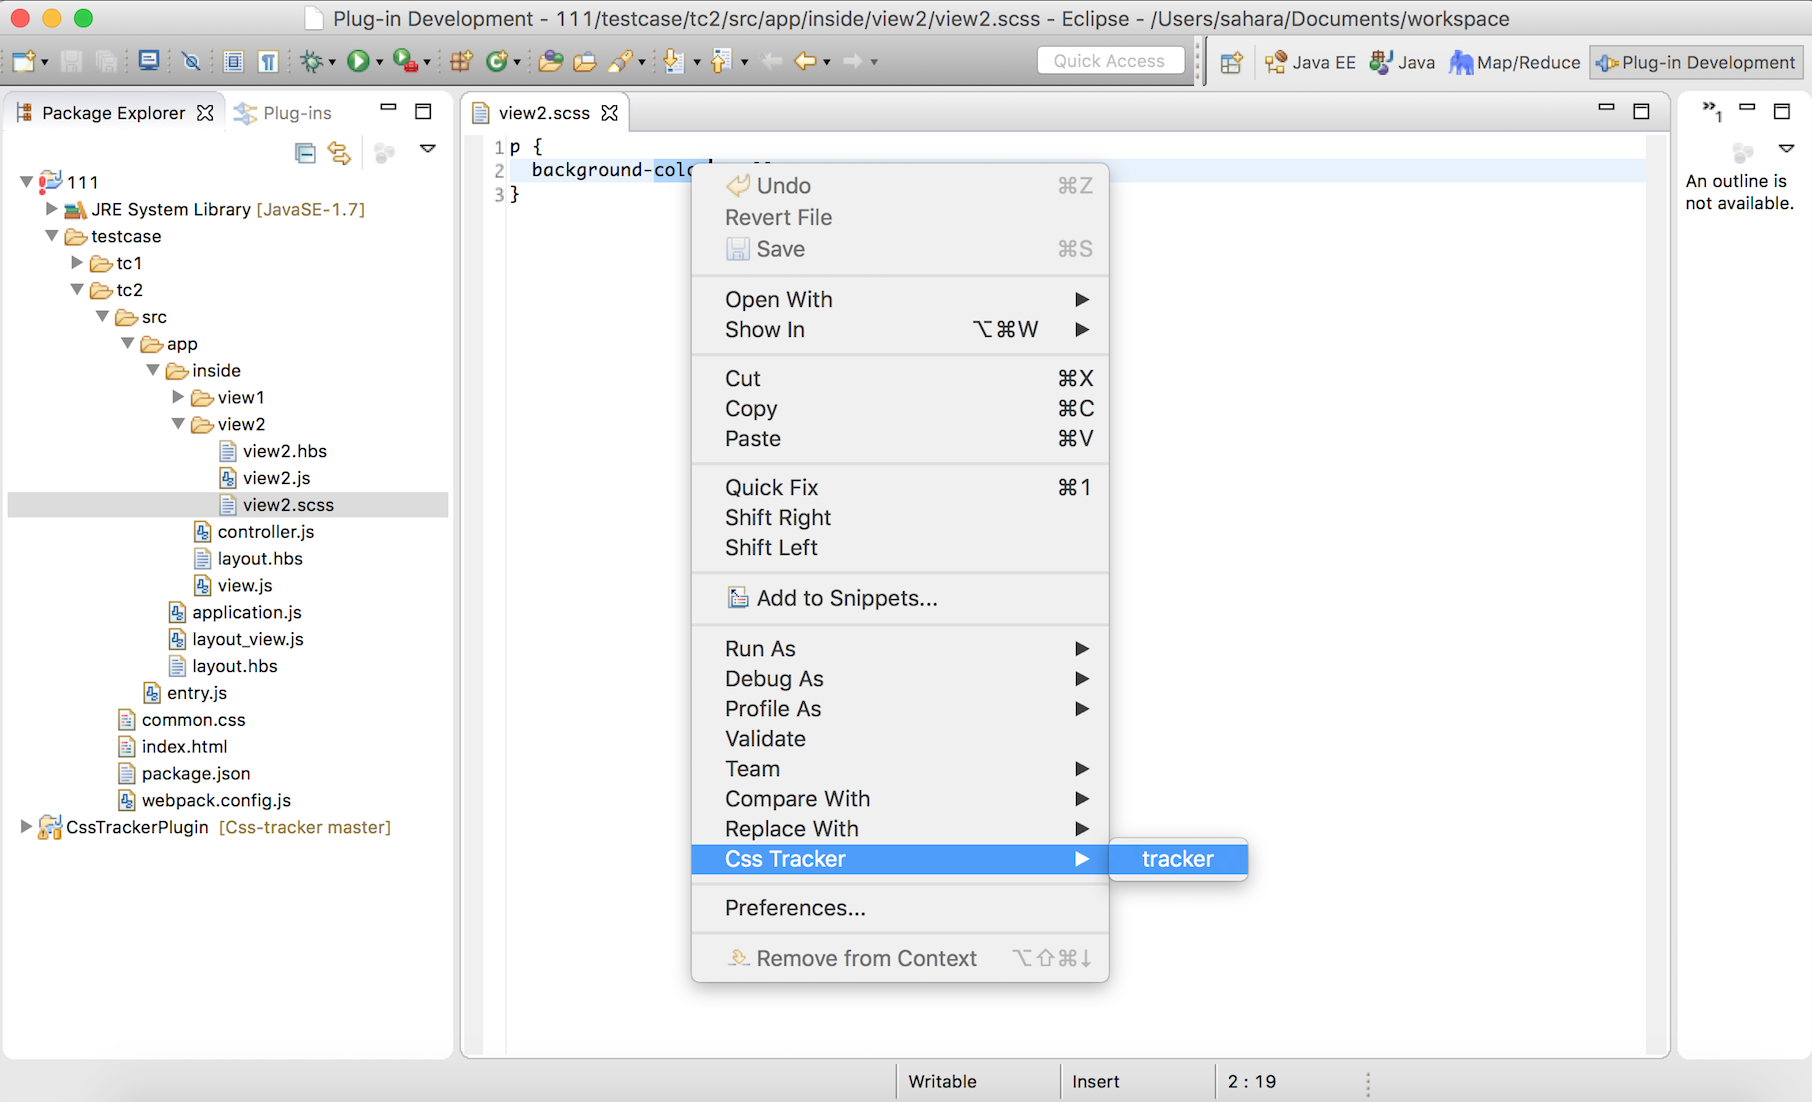 Plug-in Development - 111/testcase/tc2/src/app/inside/view2/view2.scss - Eclipse - /Users/sahara/Documents/workspace
Quick Access
Java EE
Java
Map/Reduce
Plug-in Development
Package Explorer
Plug-ins
111
JRE System Library [JavaSE-1.7]
testcase
tc1
tc2
src
app
inside
view1
view2
view2.hbs
view2.js
view2.scss
controller.js
layout.hbs
view.js
application.js
layout_view.js
layout.hbs
entry.js
common.css
index.html
package.json
webpack.config.js
CssTrackerPlugin [Css-tracker master]
view2.scss
1 p {
2 background-colo
3 }
Undo ⌘Z
Revert File
Save ⌘S
Open With
Show In ⌥⌘W
Cut ⌘X
Copy ⌘C
Paste ⌘V
Quick Fix ⌘1
Shift Right
Shift Left
Add to Snippets...
Run As
Debug As
Profile As
Validate
Team
Compare With
Replace With
Css Tracker
tracker
Preferences...
Remove from Context ⌥⇧⌘↓
»1
An outline is
not available.
Writable
Insert
2 : 19